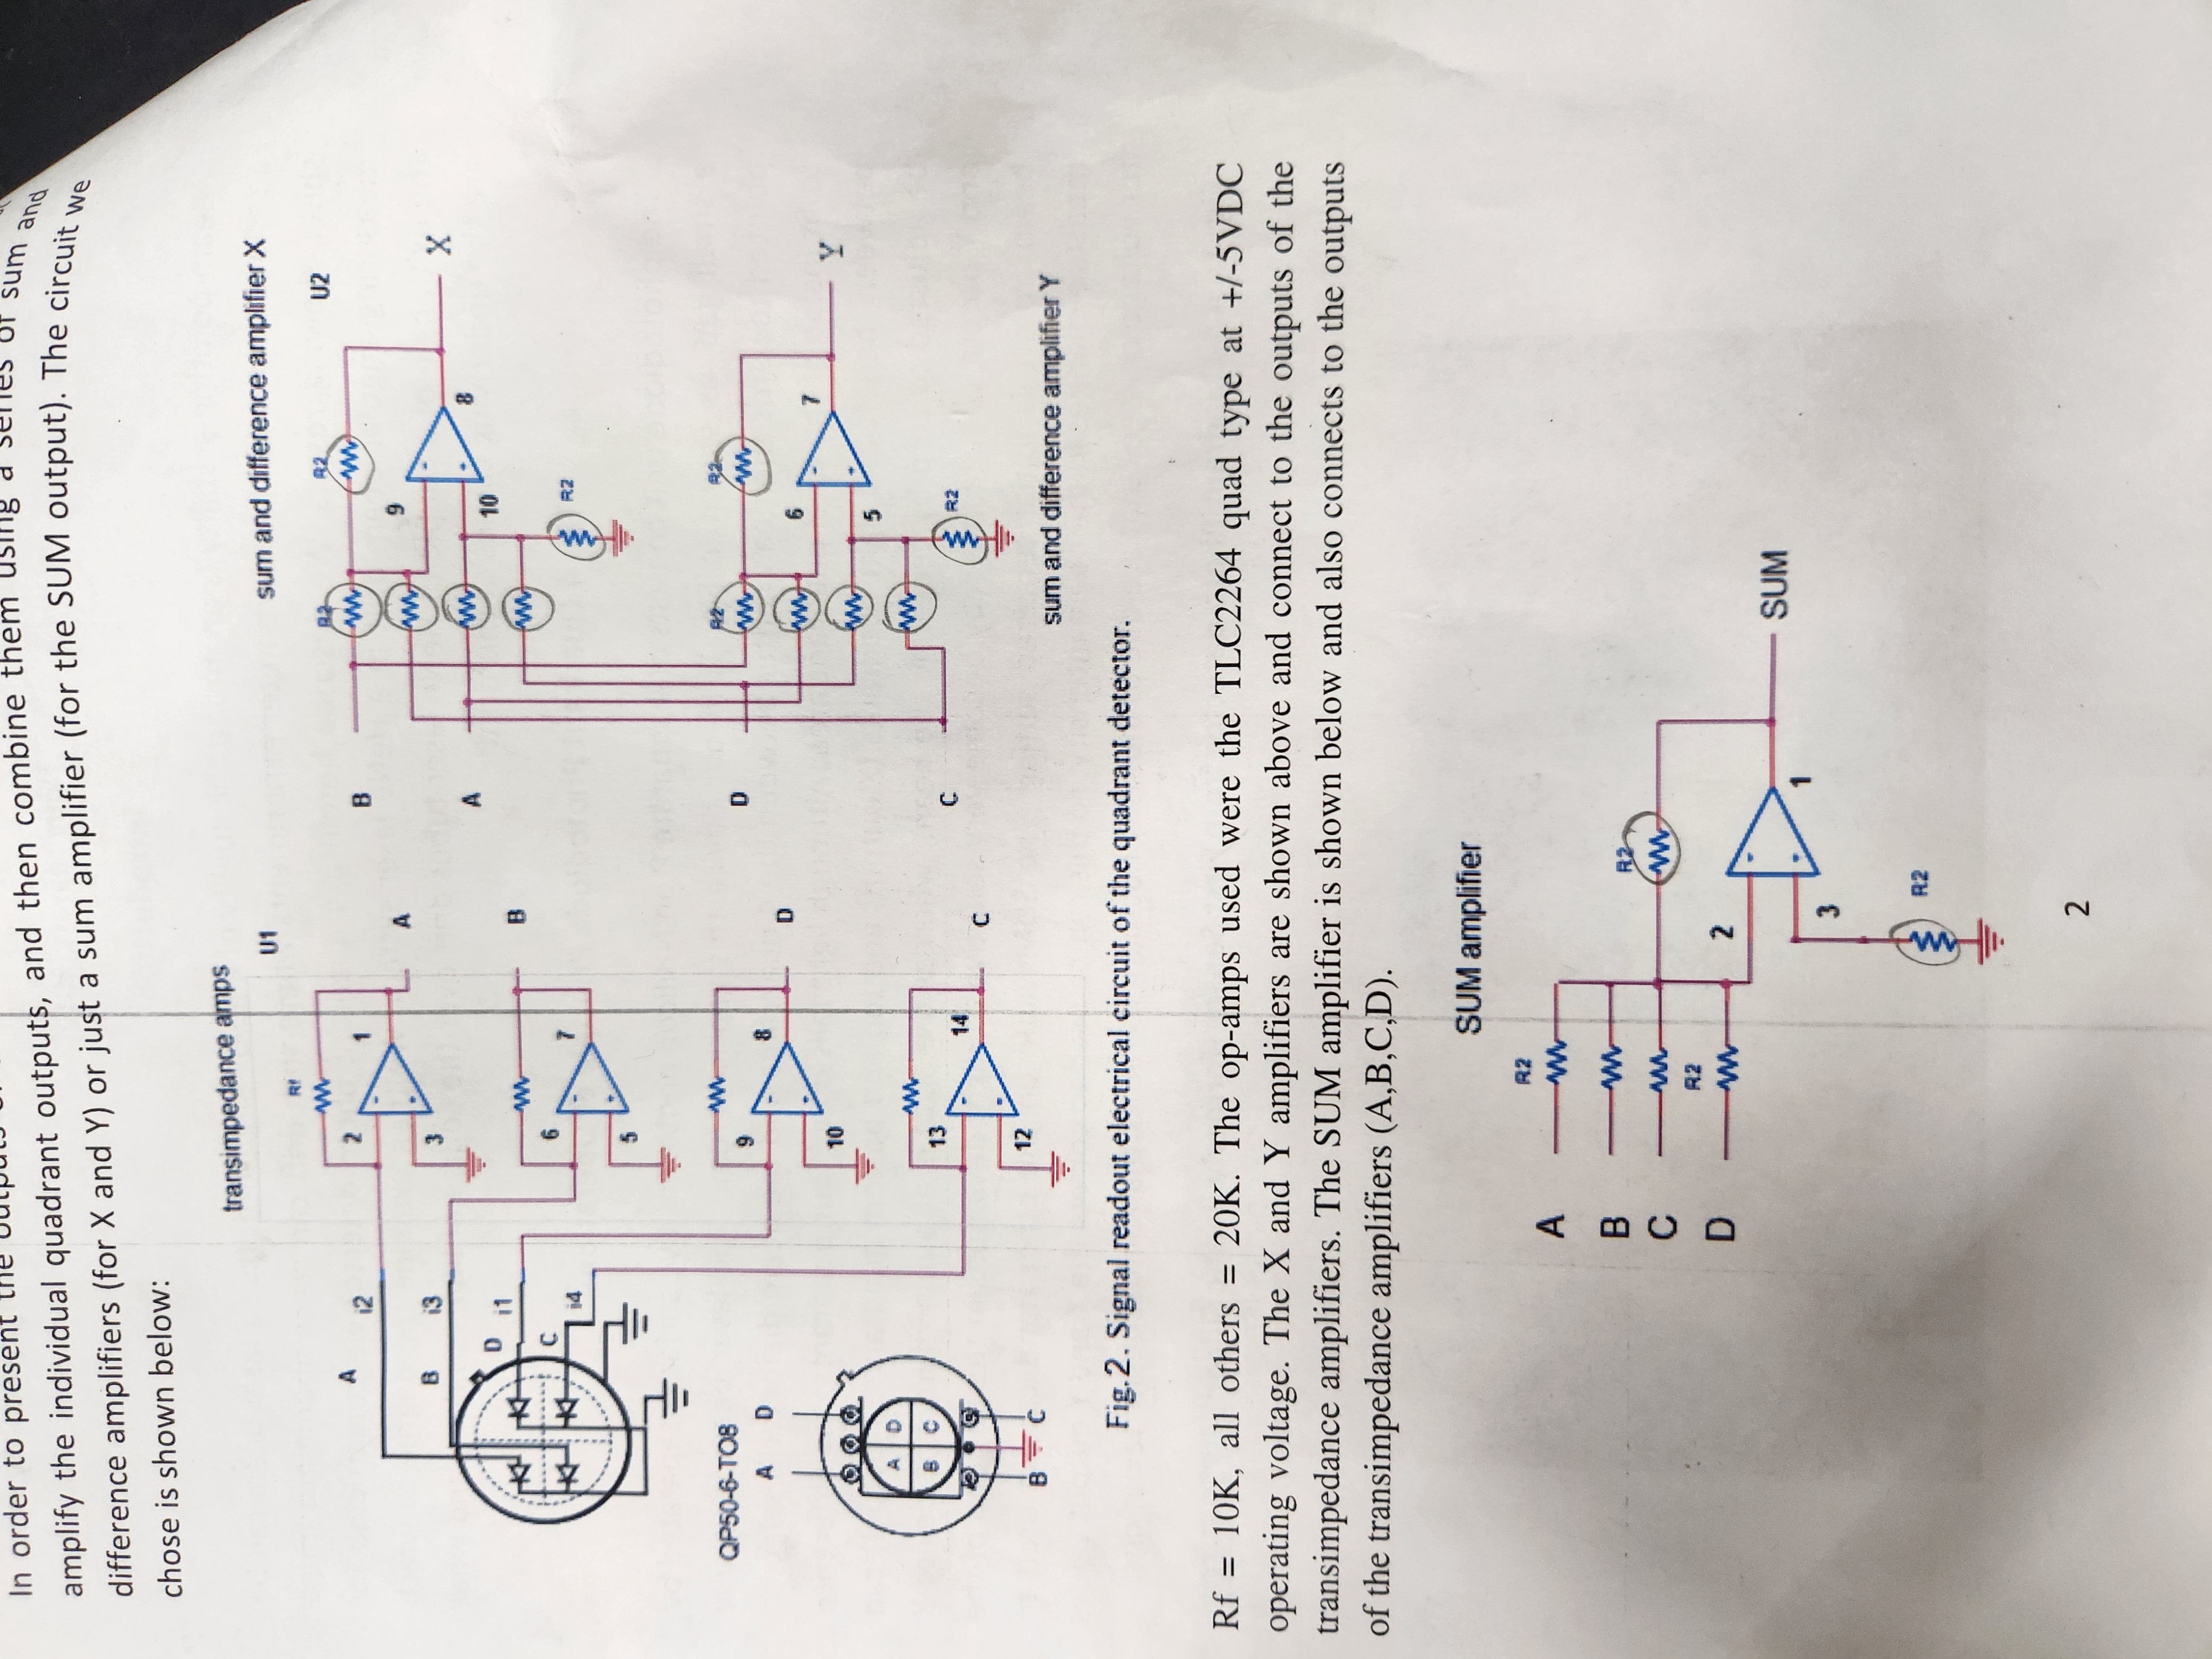 In order to present the
amplify the individual quadrant outputs, and then combine them using a series of sum and
difference amplifiers (for X and Y) or just a sum amplifier (for the SUM output). The circuit we
chose is shown below:
transimpedance amps
U1
sum and difference amplifier X
U2
Rf
R2
R2
A
i2
2
1
3
A
B
9
X
8
A
10
B
i3
D
i1
C
i4
6
7
5
B
R2
QP50-6-TO8
A D
A D
B C
B C
9
8
10
D
D
R2
R2
6
7
Y
5
13
14
12
C
C
R2
sum and difference amplifier Y
Fig.2. Signal readout electrical circuit of the quadrant detector.
Rf = 10K, all others = 20K. The op-amps used were the TLC2264 quad type at +/-5VDC
operating voltage. The X and Y amplifiers are shown above and connect to the outputs of the
transimpedance amplifiers. The SUM amplifier is shown below and also connects to the outputs
of the transimpedance amplifiers (A,B,C,D).
SUM amplifier
R2
A
B
R2
C
R2
D
2
SUM
1
3
R2
2